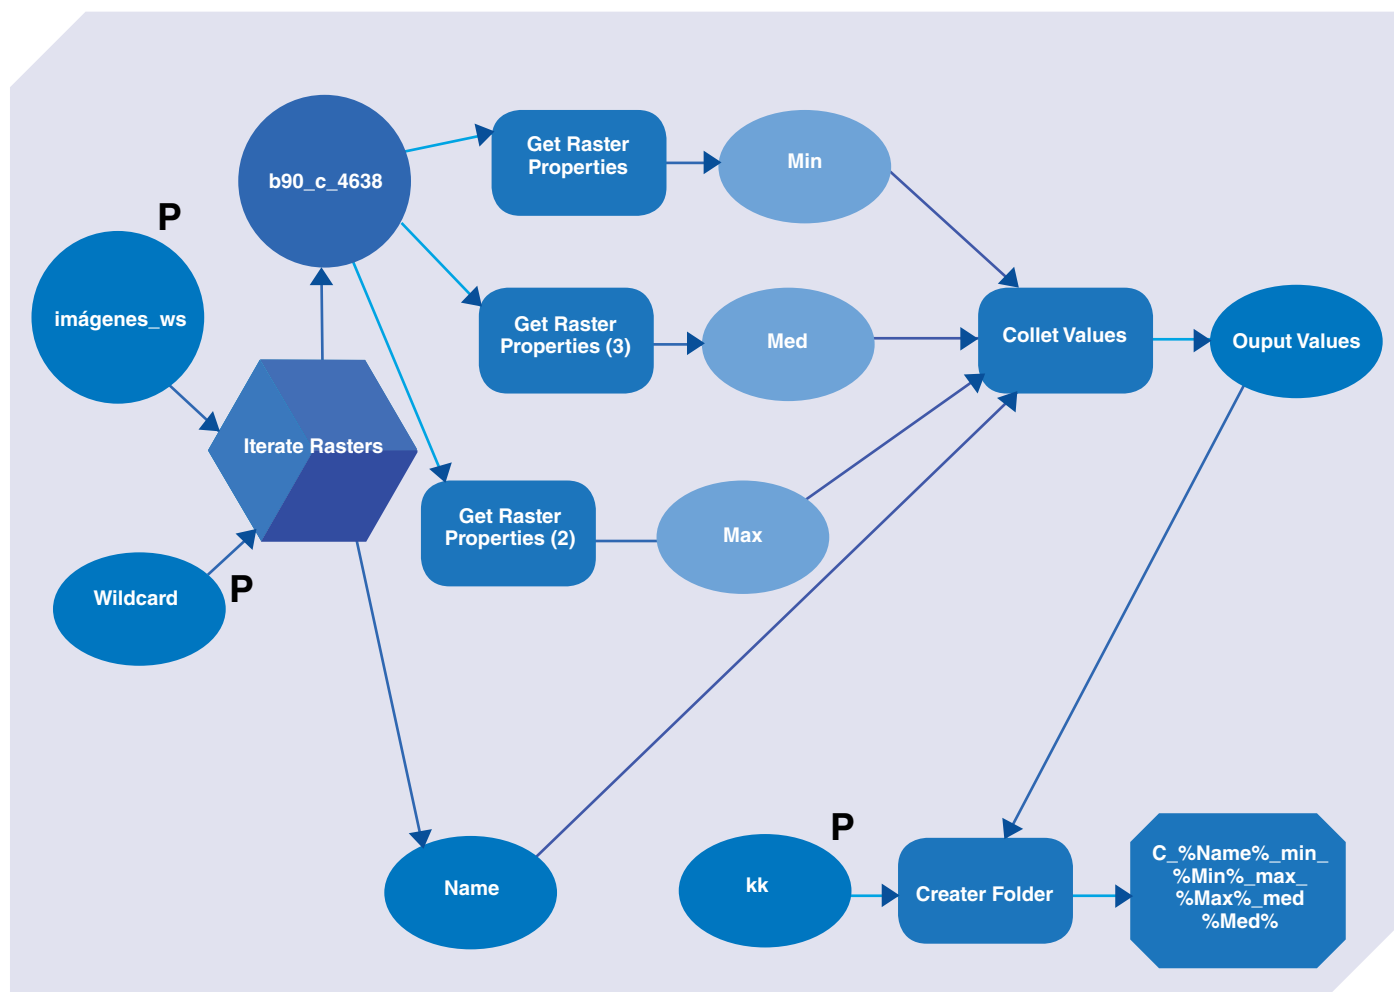 b90_c_4638
Get Raster
Properties
Min
P
imágenes_ws
Get Raster
Properties (3)
Med
Collet Values
Ouput Values
Iterate Rasters
Get Raster
Properties (2)
Max
Wildcard
P
Name
P
kk
Creater Folder
C_%Name%_min_
%Min%_max_
%Max%_med
%Med%